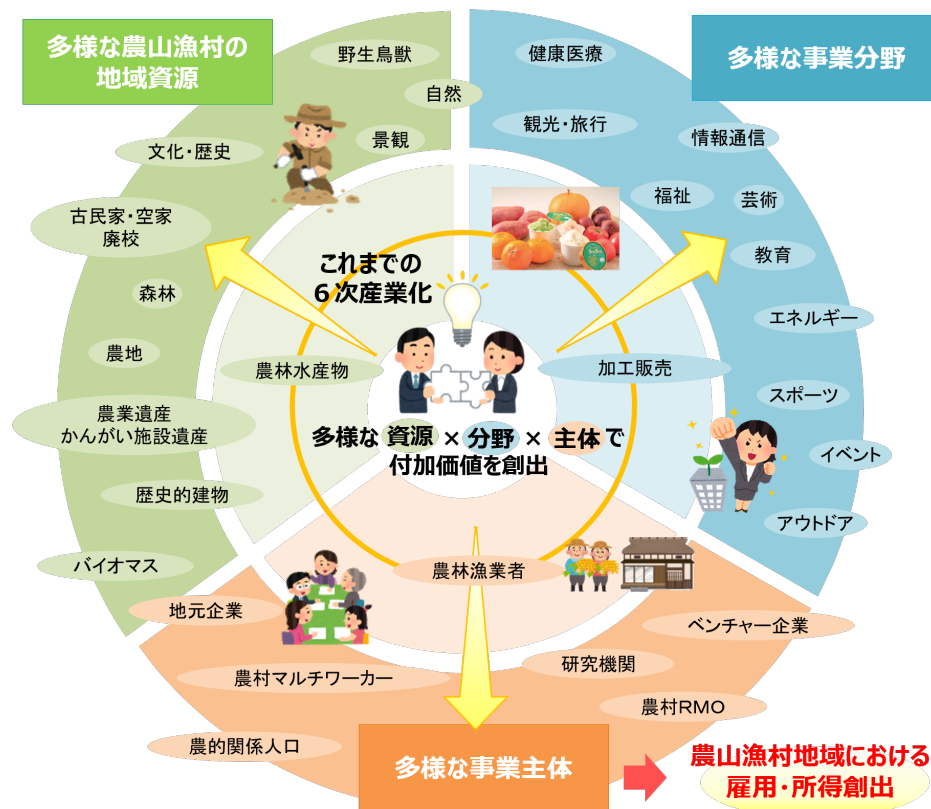 多様な農山漁村の
地域資源
多様な事業分野
野生鳥獣
自然
景観
文化・歴史
古民家・空家
廃校
森林
農地
農業遺産
かんがい施設遺産
歴史的建物
バイオマス
健康医療
観光・旅行
情報通信
福祉
芸術
教育
エネルギー
スポーツ
イベント
アウトドア
これまでの
６次産業化
農林水産物
加工販売
多様な 資源 × 分野 × 主体 で
付加価値を創出
農林漁業者
地元企業
農村マルチワーカー
農的関係人口
ベンチャー企業
研究機関
農村ＲＭＯ
多様な事業主体
農山漁村地域における
雇用・所得創出